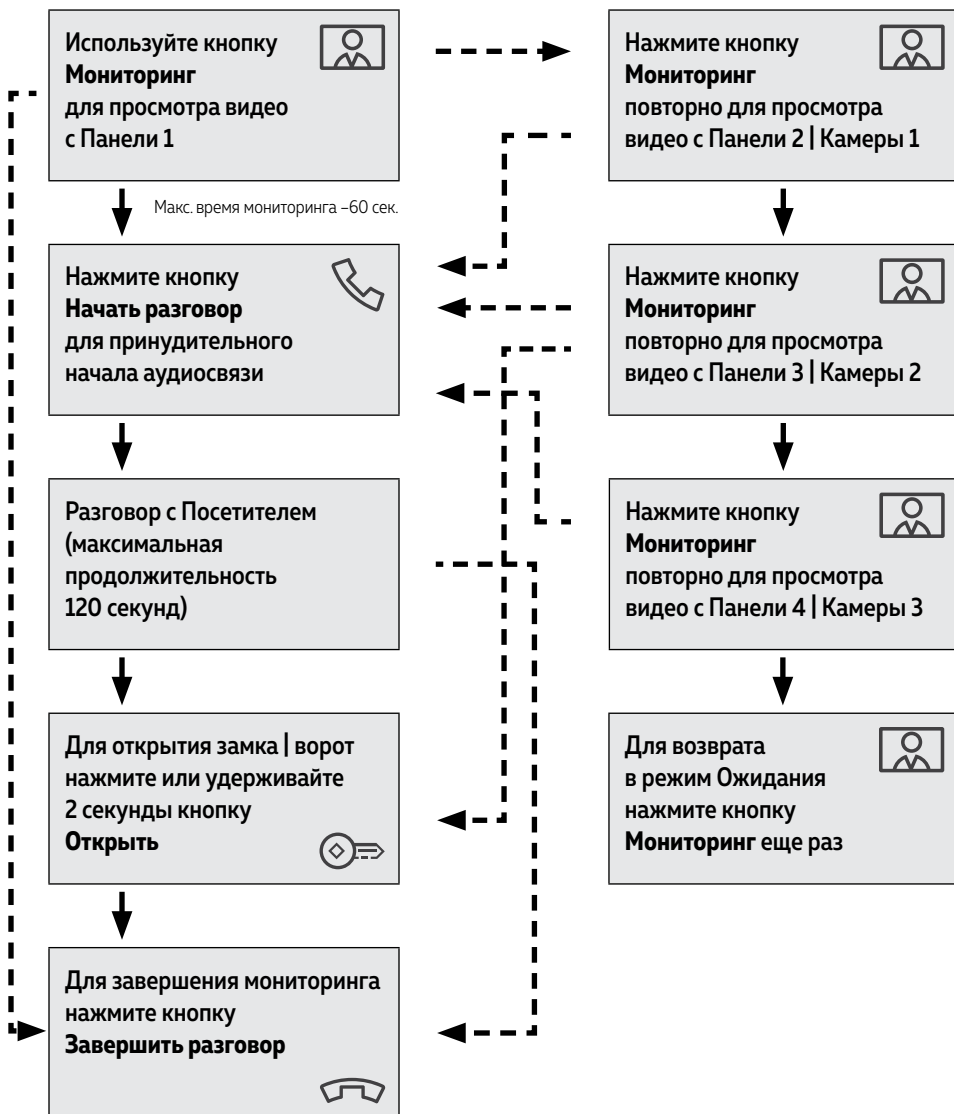 Используйте кнопку
Мониторинг
для просмотра видео
с Панели 1
Нажмите кнопку
Мониторинг
повторно для просмотра
видео с Панели 2 | Камеры 1
Макс. время мониторинга –60 сек.
Нажмите кнопку
Начать разговор
для принудительного
начала аудиосвязи
Нажмите кнопку
Мониторинг
повторно для просмотра
видео с Панели 3 | Камеры 2
Разговор с Посетителем
(максимальная
продолжительность
120 секунд)
Нажмите кнопку
Мониторинг
повторно для просмотра
видео с Панели 4 | Камеры 3
Для открытия замка | ворот
нажмите или удерживайте
2 секунды кнопку
Открыть
Для возврата
в режим Ожидания
нажмите кнопку
Мониторинг еще раз
Для завершения мониторинга
нажмите кнопку
Завершить разговор